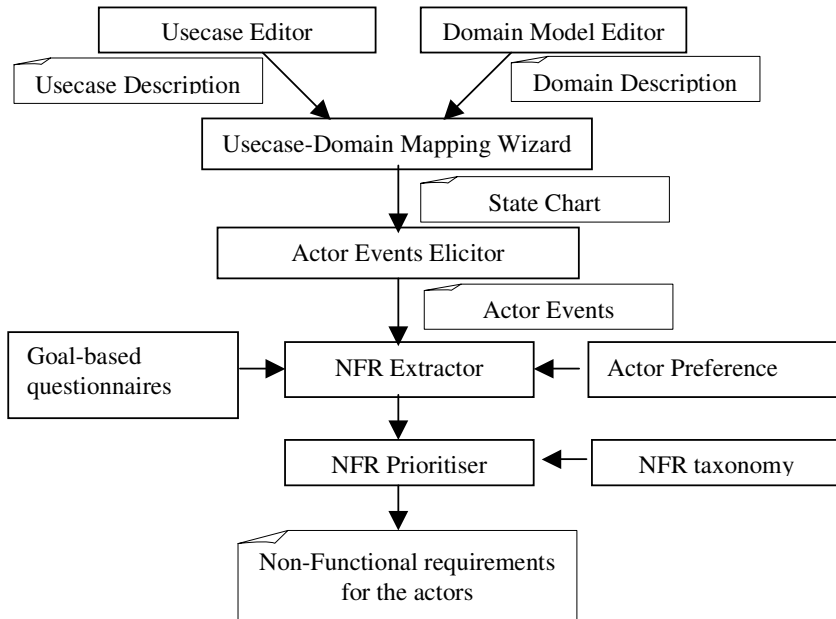 Usecase Editor
Domain Model Editor
Usecase Description
Domain Description
Usecase-Domain Mapping Wizard
State Chart
Actor Events Elicitor
Actor Events
Goal-based
questionnaires
NFR Extractor
Actor Preference
NFR Prioritiser
NFR taxonomy
Non-Functional requirements
for the actors